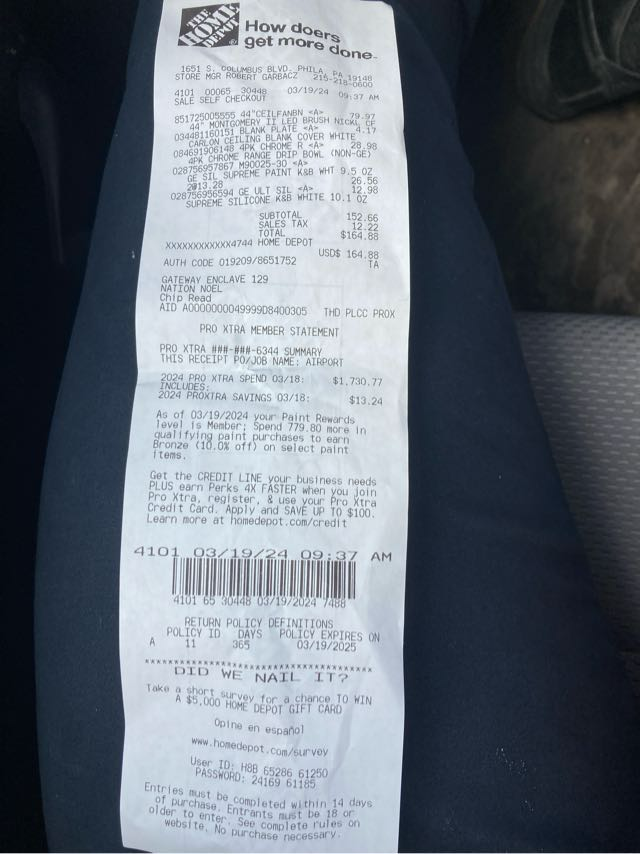 THE HOME DEPOT
How doers
get more done.
1651 S. COLUMBUS BLVD. PHILA, PA 19148
STORE MGR ROBERT GARBACZ 215-218-0600
4101 00065 30448 03/19/24 09:37 AM
SALE SELF CHECKOUT
851725005555 44"CEILFANBN <A> 79.97
44" MONTGOMERY II LED BRUSH NICKL CF
034481160151 BLANK PLATE <A> 4.17
CARLON CEILING BLANK COVER WHITE
084691906148 4PK CHROME R <A> 28.98
4PK CHROME RANGE DRIP BOWL (NON-GE)
028756957867 M90025-30 <A>
GE SIL SUPREME PAINT K&B WHT 9.5 OZ
2@13.28 26.56
028756956594 GE ULT SIL <A> 12.98
SUPREME SILICONE K&B WHITE 10.1 OZ
SUBTOTAL 152.66
SALES TAX 12.22
TOTAL $164.88
XXXXXXXXXXXX4744 HOME DEPOT
USD$ 164.88
AUTH CODE 019209/8651752 TA
GATEWAY ENCLAVE 129
NATION NOEL
Chip Read
AID A0000000049999D8400305 THD PLCC PROX
PRO XTRA MEMBER STATEMENT
PRO XTRA ###-###-6344 SUMMARY
THIS RECEIPT PO/JOB NAME: AIRPORT
2024 PRO XTRA SPEND 03/18: $1,730.77
INCLUDES:
2024 PROXTRA SAVINGS 03/18: $13.24
As of 03/19/2024 your Paint Rewards
level is Member; Spend 779.80 more in
qualifying paint purchases to earn
Bronze (10.0% off) on select paint
items.
Get the CREDIT LINE your business needs
PLUS earn Perks 4X FASTER when you join
Pro Xtra, register, & use your Pro Xtra
Credit Card. Apply and SAVE UP TO $100.
Learn more at homedepot.com/credit
4101 03/19/24 09:37 AM
4101 65 30448 03/19/2024 7488
RETURN POLICY DEFINITIONS
POLICY ID DAYS POLICY EXPIRES ON
A 11 365 03/19/2025
****************************************
DID WE NAIL IT?
Take a short survey for a chance TO WIN
A $5,000 HOME DEPOT GIFT CARD
Opine en español
www.homedepot.com/survey
User ID: H8B 65286 61250
PASSWORD: 24169 61185
Entries must be completed within 14 days
of purchase. Entrants must be 18 or
older to enter. See complete rules on
website. No purchase necessary.